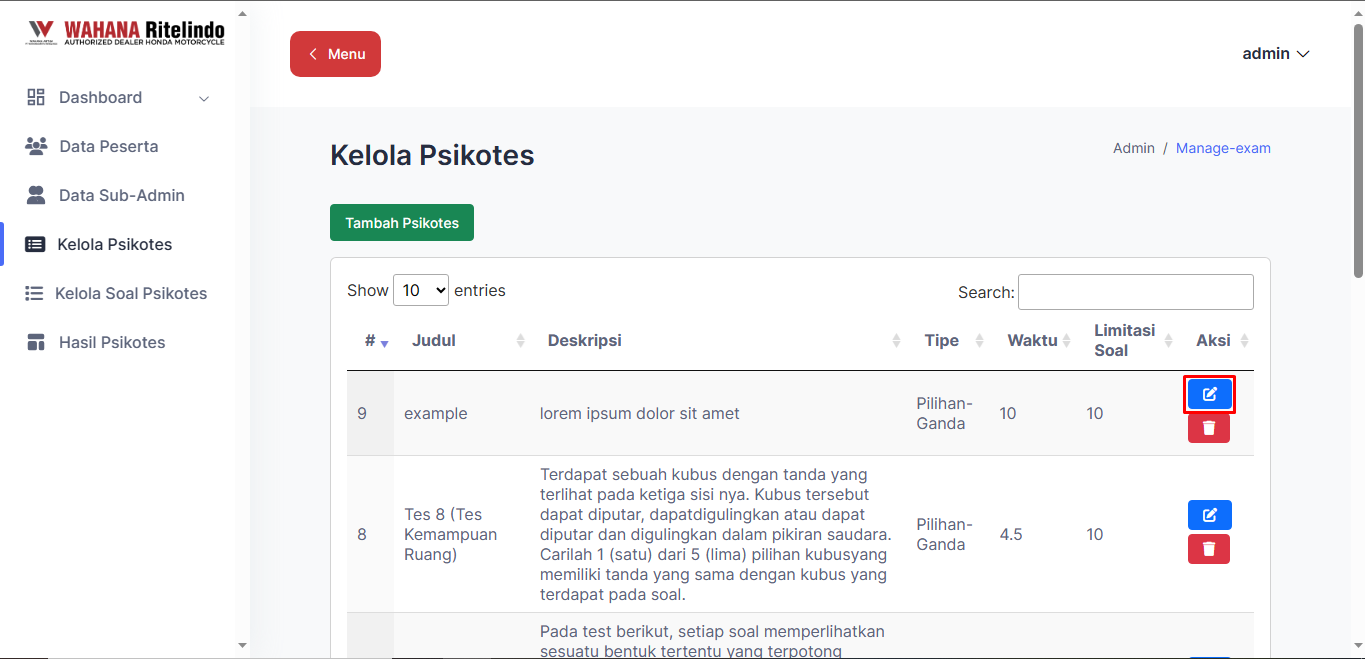 WAHANA Ritelindo
AUTHORIZED DEALER HONDA MOTORCYCLE
Menu
admin
Dashboard
Data Peserta
Data Sub-Admin
Kelola Psikotes
Kelola Soal Psikotes
Hasil Psikotes
Kelola Psikotes
Admin / Manage-exam
Tambah Psikotes
Show 10 entries
Search:
# Judul Deskripsi Tipe Waktu Limitasi
Soal Aksi
9 example lorem ipsum dolor sit amet Pilihan-
Ganda 10 10
8
Tes 8 (Tes
Kemampuan
Ruang)
Terdapat sebuah kubus dengan tanda yang
terlihat pada ketiga sisi nya. Kubus tersebut
dapat diputar, dapatdigulingkan atau dapat
diputar dan digulingkan dalam pikiran saudara.
Carilah 1 (satu) dari 5 (lima) pilihan kubusyang
memiliki tanda yang sama dengan kubus yang
terdapat pada soal.
Pilihan-
Ganda
4.5
10
Pada test berikut, setiap soal memperlihatkan
sesuatu bentuk tertentu yang terpotong